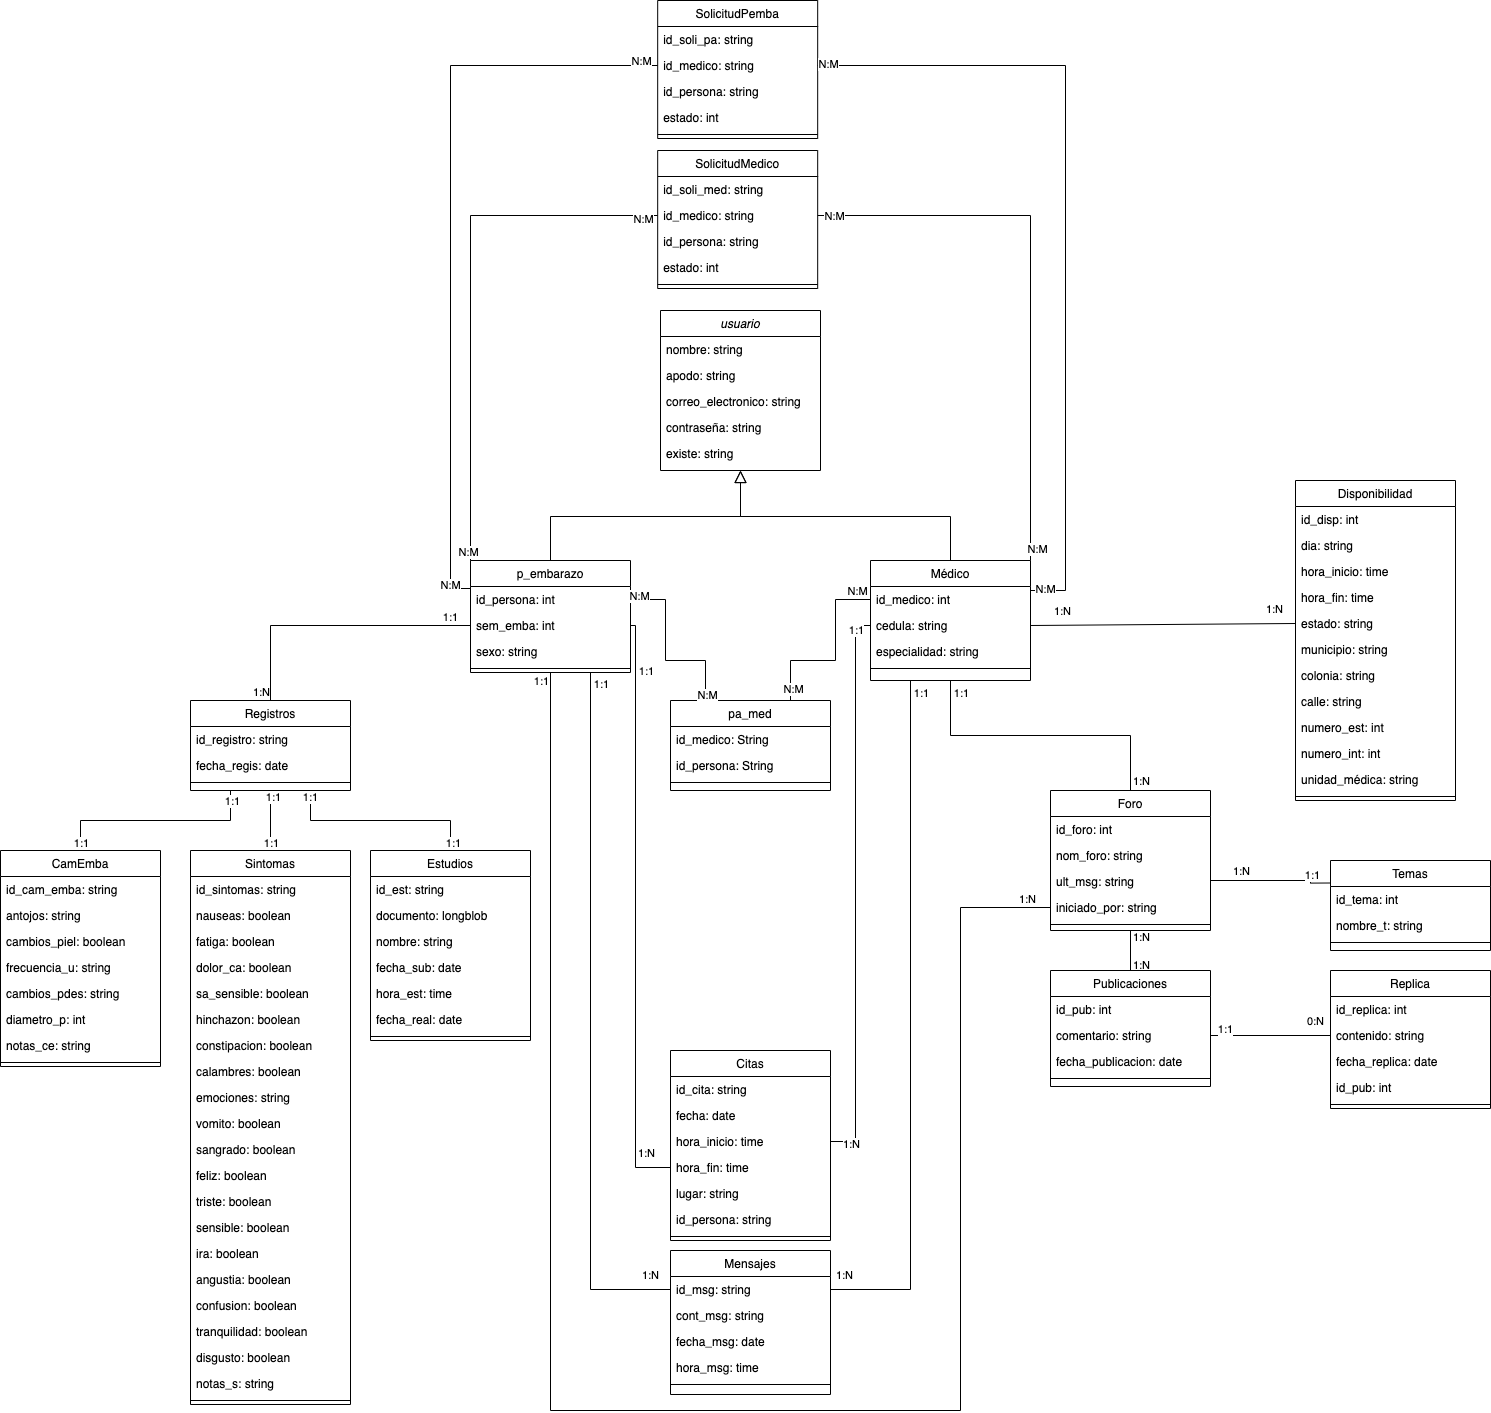 SolicitudPemba
id_soli_pa: string
id_medico: string
id_persona: string
estado: int
N:M
N:M
SolicitudMedico
id_soli_med: string
id_medico: string
id_persona: string
estado: int
N:M
N:M
usuario
nombre: string
apodo: string
correo_electronico: string
contraseña: string
existe: string
N:M
N:M
N:M
N:M
p_embarazo
id_persona: int
sem_emba: int
sexo: string
N:M
1:1
1:1
1:1
1:1
Médico
id_medico: int
cedula: string
especialidad: string
N:M
1:1
1:N
1:1
1:1
Disponibilidad
id_disp: int
dia: string
hora_inicio: time
hora_fin: time
estado: string
municipio: string
colonia: string
calle: string
numero_est: int
numero_int: int
unidad_médica: string
1:N
N:M
N:M
pa_med
id_medico: String
id_persona: String
1:N
Registros
id_registro: string
fecha_regis: date
1:1
1:1
1:1
1:1
1:1
1:1
CamEmba
id_cam_emba: string
antojos: string
cambios_piel: boolean
frecuencia_u: string
cambios_pdes: string
diametro_p: int
notas_ce: string
Sintomas
id_sintomas: string
nauseas: boolean
fatiga: boolean
dolor_ca: boolean
sa_sensible: boolean
hinchazon: boolean
constipacion: boolean
calambres: boolean
emociones: string
vomito: boolean
sangrado: boolean
feliz: boolean
triste: boolean
sensible: boolean
ira: boolean
angustia: boolean
confusion: boolean
tranquilidad: boolean
disgusto: boolean
notas_s: string
Estudios
id_est: string
documento: longblob
nombre: string
fecha_sub: date
hora_est: time
fecha_real: date
1:N
Foro
id_foro: int
nom_foro: string
ult_msg: string
iniciado_por: string
1:N
1:N
1:1
1:N
1:N
Temas
id_tema: int
nombre_t: string
Publicaciones
id_pub: int
comentario: string
fecha_publicacion: date
1:1
0:N
Replica
id_replica: int
contenido: string
fecha_replica: date
id_pub: int
Citas
id_cita: string
fecha: date
hora_inicio: time
hora_fin: time
lugar: string
id_persona: string
1:N
1:N
Mensajes
id_msg: string
cont_msg: string
fecha_msg: date
hora_msg: time
1:N
1:N